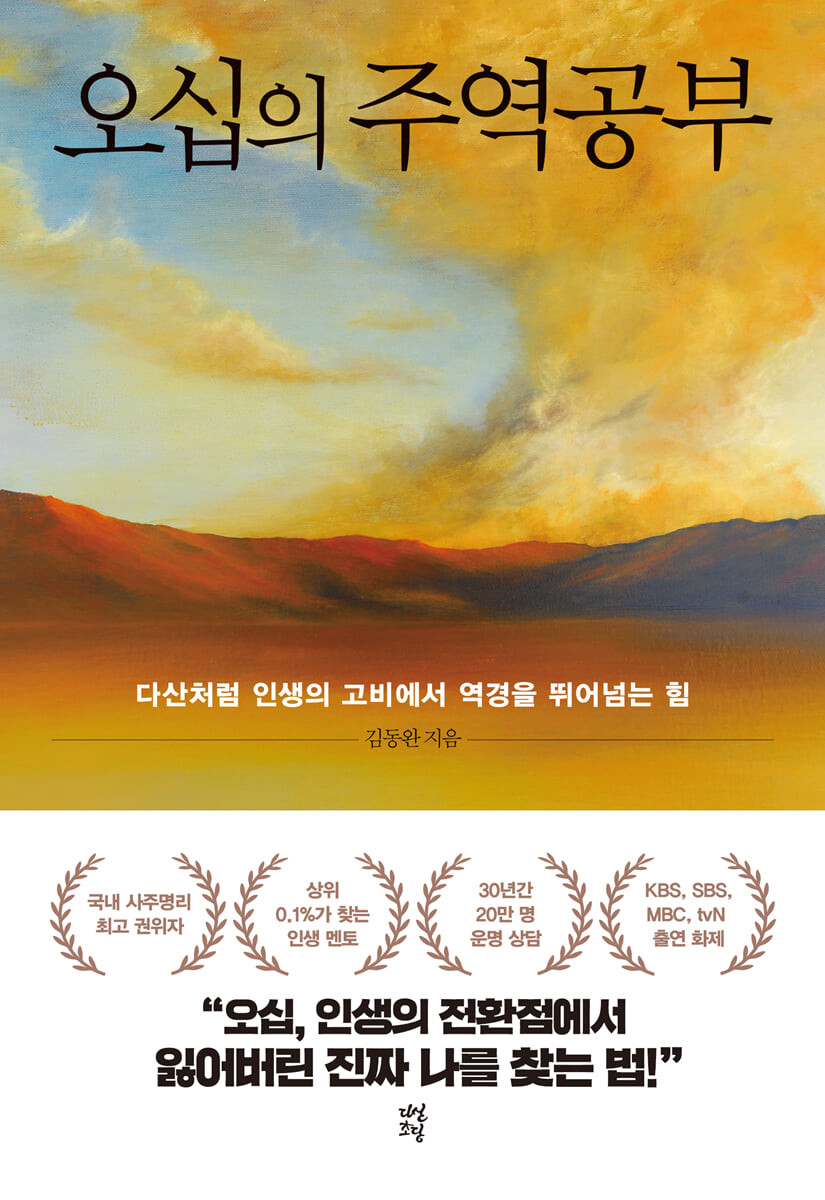 오십의 주역공부
다산처럼 인생의 고비에서 역경을 뛰어넘는 힘
김동완 지음
국내 사주명리
최고 권위자
상위
0.1%가 찾는
인생 멘토
30년간
20만 명
운명 상담
KBS, SBS,
MBC, tvN
출연 화제
“오십, 인생의 전환점에서
잃어버린 진짜 나를 찾는 법!”
다산
초당